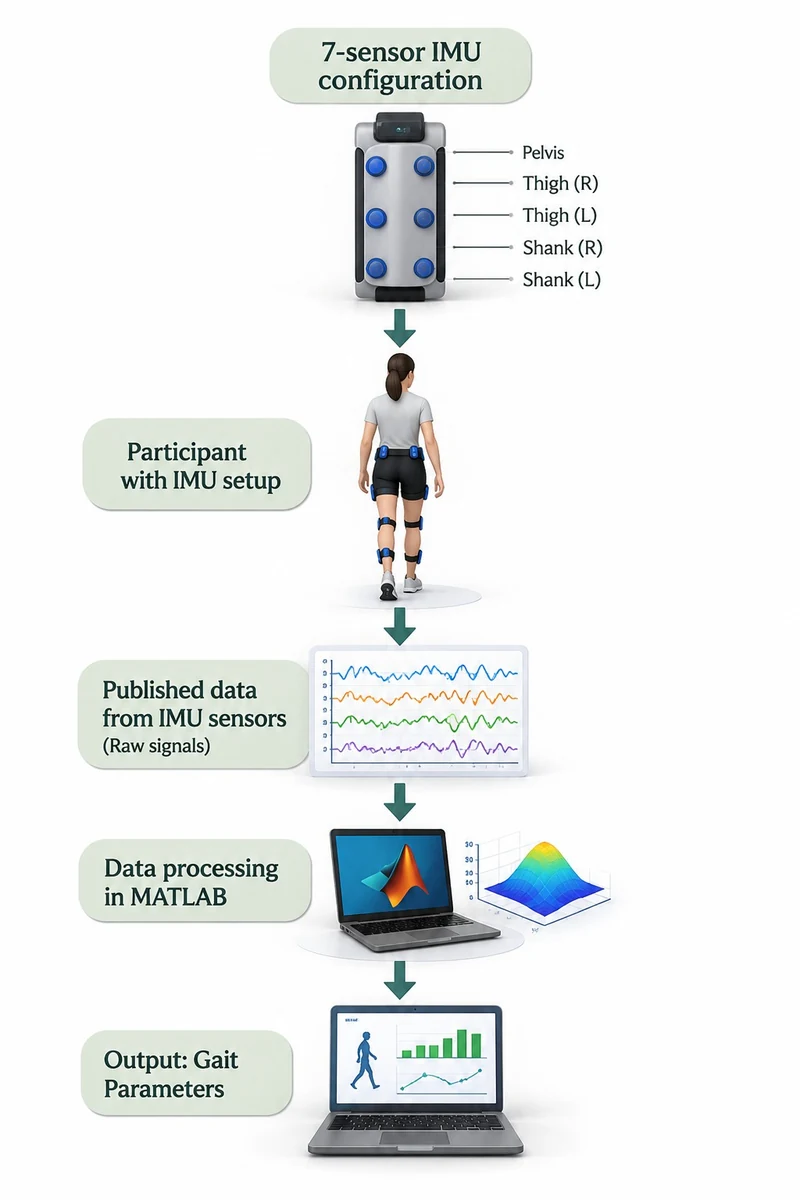 7-sensor IMU
configuration
Pelvis
Thigh (R)
Thigh (L)
Shank (R)
Shank (L)
Participant
with IMU setup
Published data
from IMU sensors
(Raw signals)
Data processing
in MATLAB
Output: Gait
Parameters